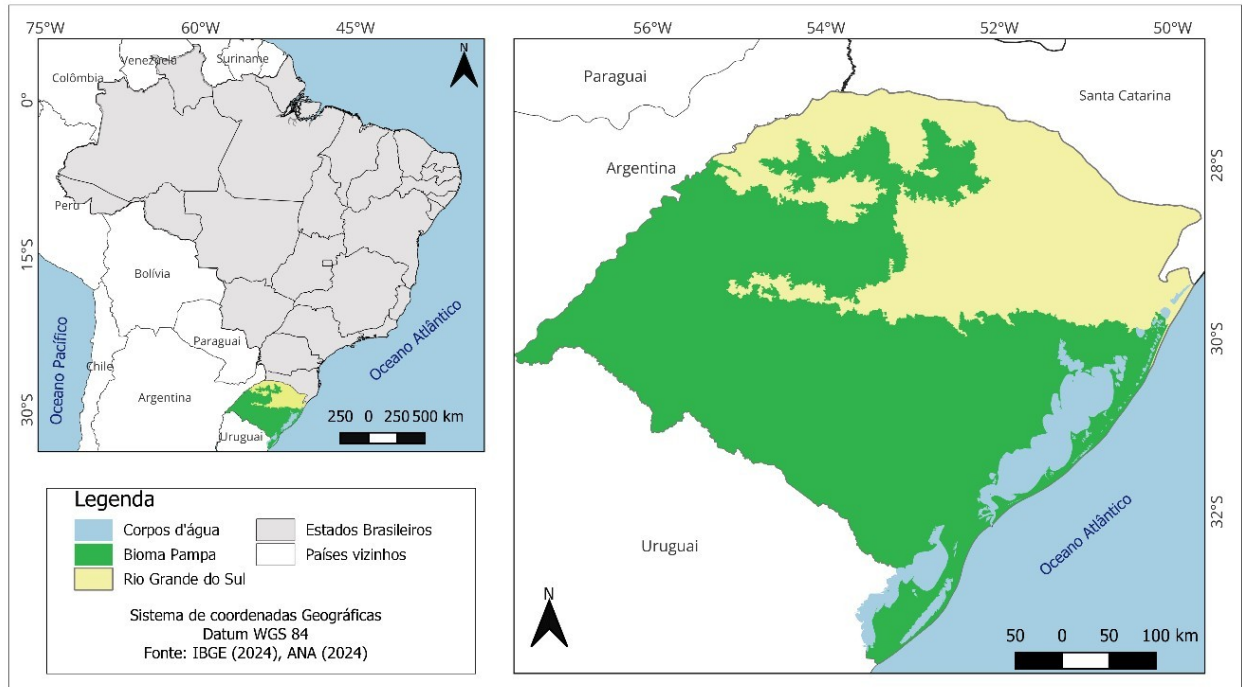 75°W 60°W 45°W
N
Venezuela
Suriname
Colômbia
0°
Peru
15°S
Bolívia
Paraguai
Oceano Pacífico
Chile
Oceano Atlântico
Argentina
30°S
250 0 250 500 km
Uruguai
Legenda
Corpos d'água
Estados Brasileiros
Bioma Pampa
Países vizinhos
Rio Grande do Sul
Sistema de coordenadas Geográficas
Datum WGS 84
Fonte: IBGE (2024), ANA (2024)
56°W 54°W 52°W 50°W
Paraguai
Santa Catarina
Argentina
28°S
30°S
32°S
Uruguai
Oceano Atlântico
N
50 0 50 100 km